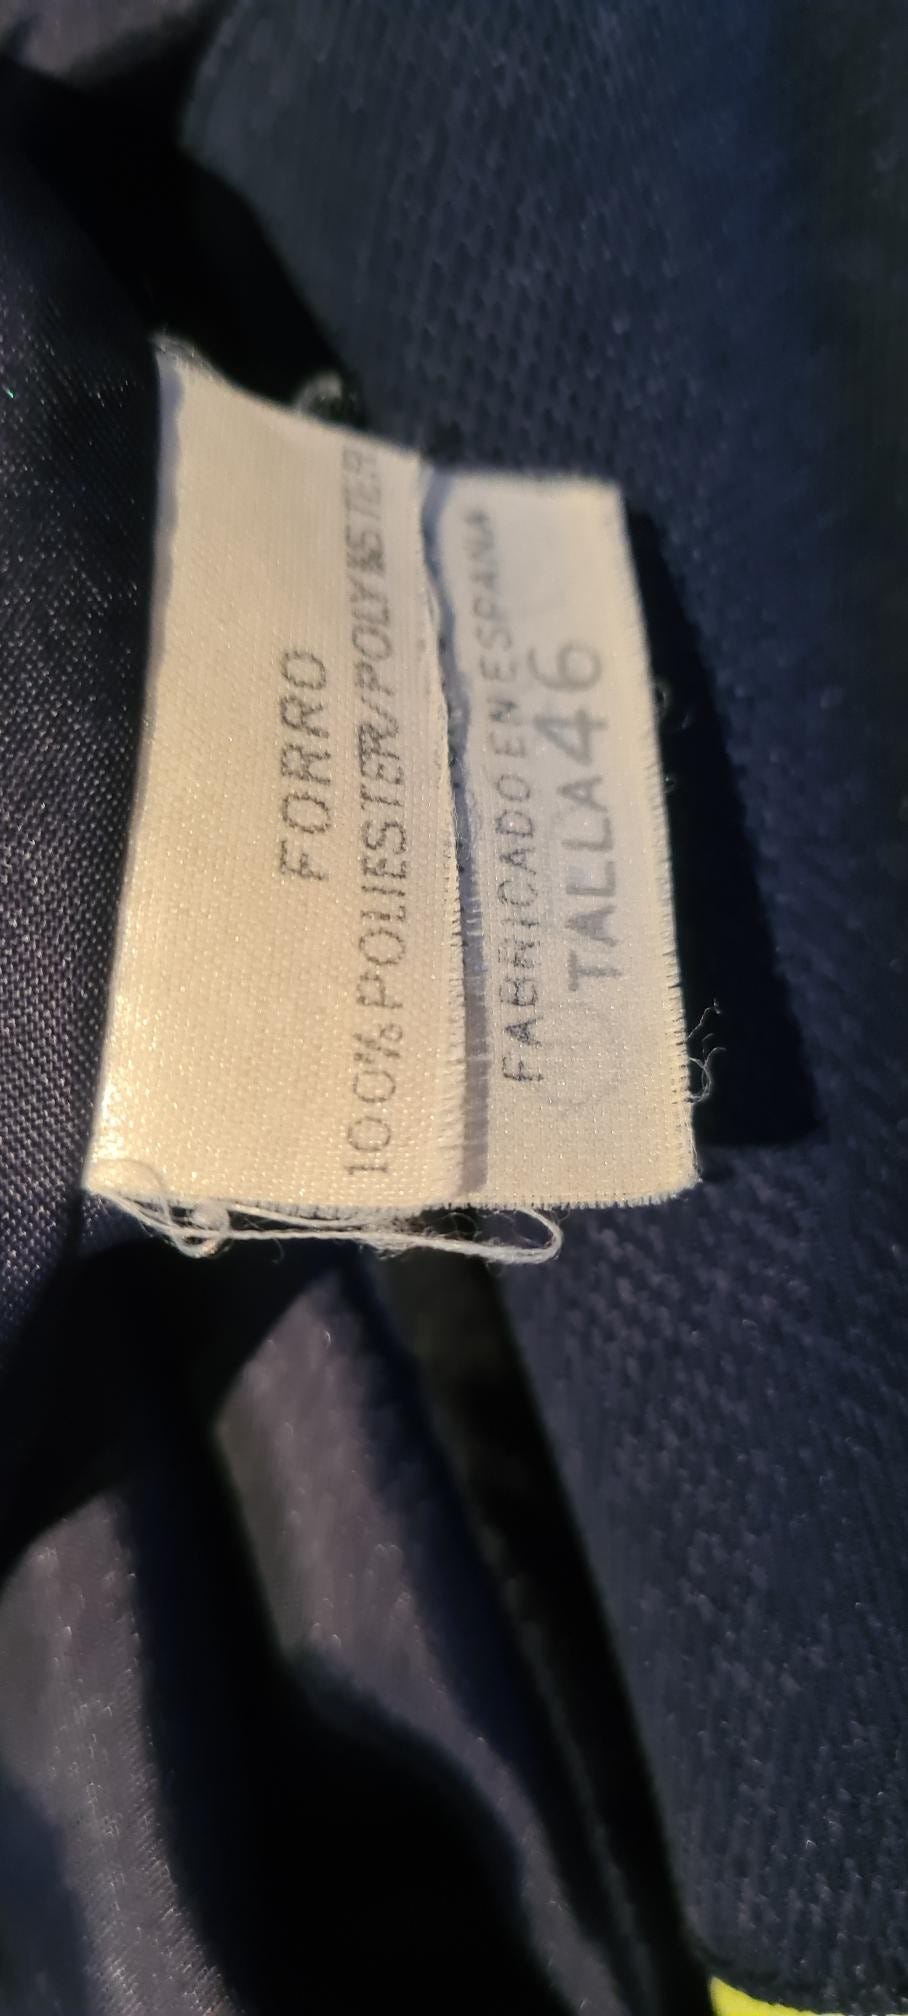 FORRO
100% POLIESTER/POLYESTER
FABRICADO EN ESPAÑA
TALLA 46